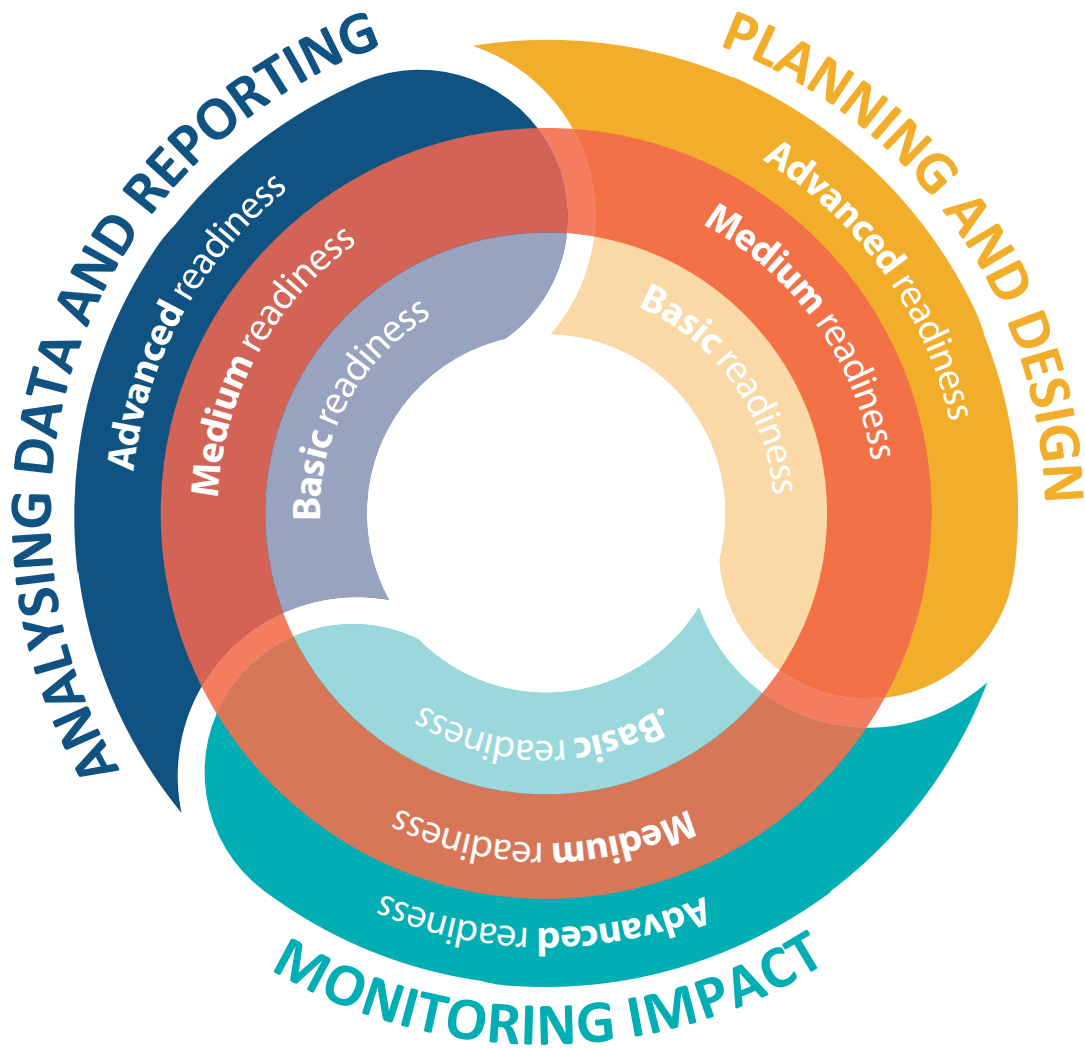 PLANNING AND DESIGN
Advanced readiness
Medium readiness
Basic readiness
MONITORING IMPACT
.Basic readiness
Medium readiness
Advanced readiness
ANALYSING DATA AND REPORTING
Advanced readiness
Medium readiness
Basic readiness